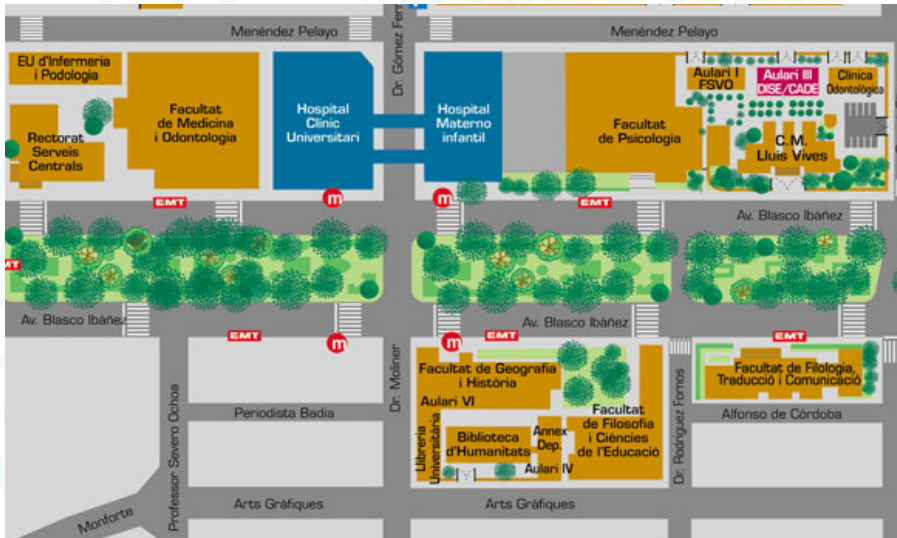 Menéndez Pelayo
Dr. Gómez Ferr
Menéndez Pelayo
EU d'Infermeria
i Podologia
Facultat
de Medicina
i Odontologia
Hospital
Clínic
Universitari
Hospital
Materno
infantil
Facultat
de Psicologia
Aulari I
FSVO
Aulari III
DISE/CADE
Clínica
Odontològica
Rectorat
Serveis
Centrals
C.M.
Lluis Vives
EMT
m
m
EMT
Av. Blasco Ibáñez
EMT
Av. Blasco Ibáñez
Av. Blasco Ibáñez
EMT
m
m
EMT
EMT
Professor Severo Ochoa
Dr. Moliner
Facultat de Geografia
i Història
Aulari VI
Facultat
de Filosofia
i Ciències
de l'Educació
Llibreria
Universitària
Biblioteca
d'Humanitats
Annex
Dep.
Aulari IV
Dr. Rodríguez Fornos
Facultat de Filologia,
Traducció i Comunicació
Periodista Badia
Alfonso de Córdoba
Monforte
Arts Gràfiques
Arts Gràfiques